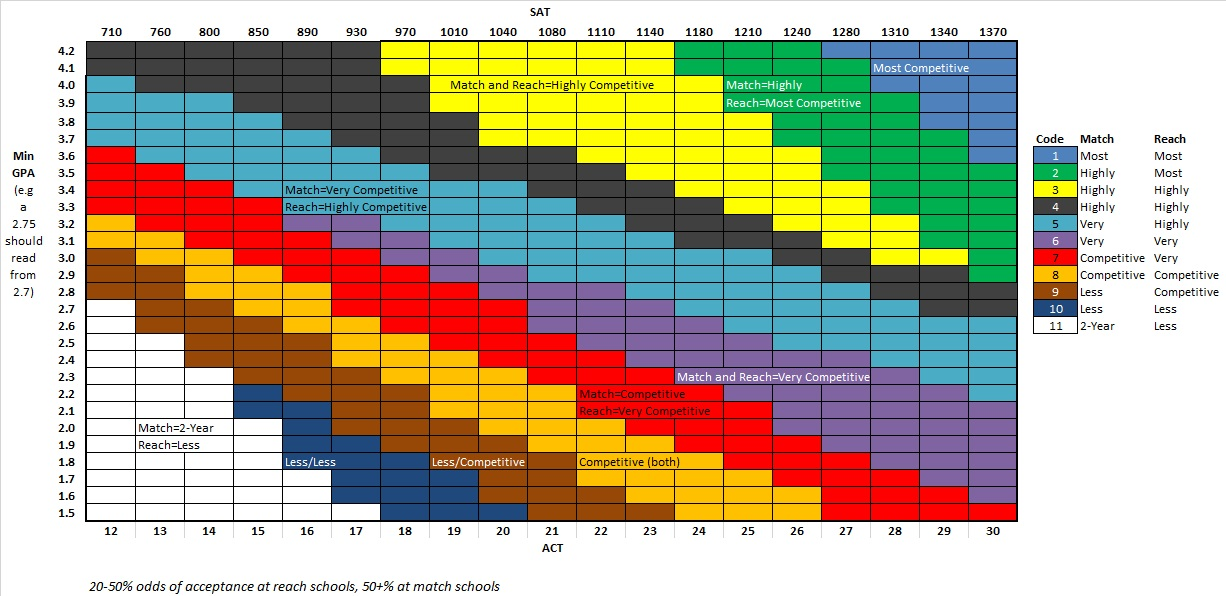 SAT
710 760 800 850 890 930 970 1010 1040 1080 1110 1140 1180 1210 1240 1280 1310 1340 1370
4.2
4.1 Most Competitive
4.0 Match and Reach=Highly Competitive Match=Highly
3.9 Reach=Most Competitive
3.8
3.7 Code Match Reach
Min 3.6 1 Most Most
GPA 3.5 2 Highly Most
(e.g 3.4 Match=Very Competitive 3 Highly Highly
a 3.3 Reach=Highly Competitive 4 Highly Highly
2.75 3.2 5 Very Highly
should 3.1 6 Very Very
read 3.0 7 Competitive Very
from 2.9 8 Competitive Competitive
2.7) 2.8 9 Less Competitive
2.7 10 Less Less
2.6 11 2-Year Less
2.5
2.4
2.3 Match and Reach=Very Competitive
2.2 Match=Competitive
2.1 Reach=Very Competitive
2.0 Match=2-Year
1.9 Reach=Less
1.8 Less/Less Less/Competitive Competitive (both)
1.7
1.6
1.5
12 13 14 15 16 17 18 19 20 21 22 23 24 25 26 27 28 29 30
ACT
20-50% odds of acceptance at reach schools, 50+% at match schools